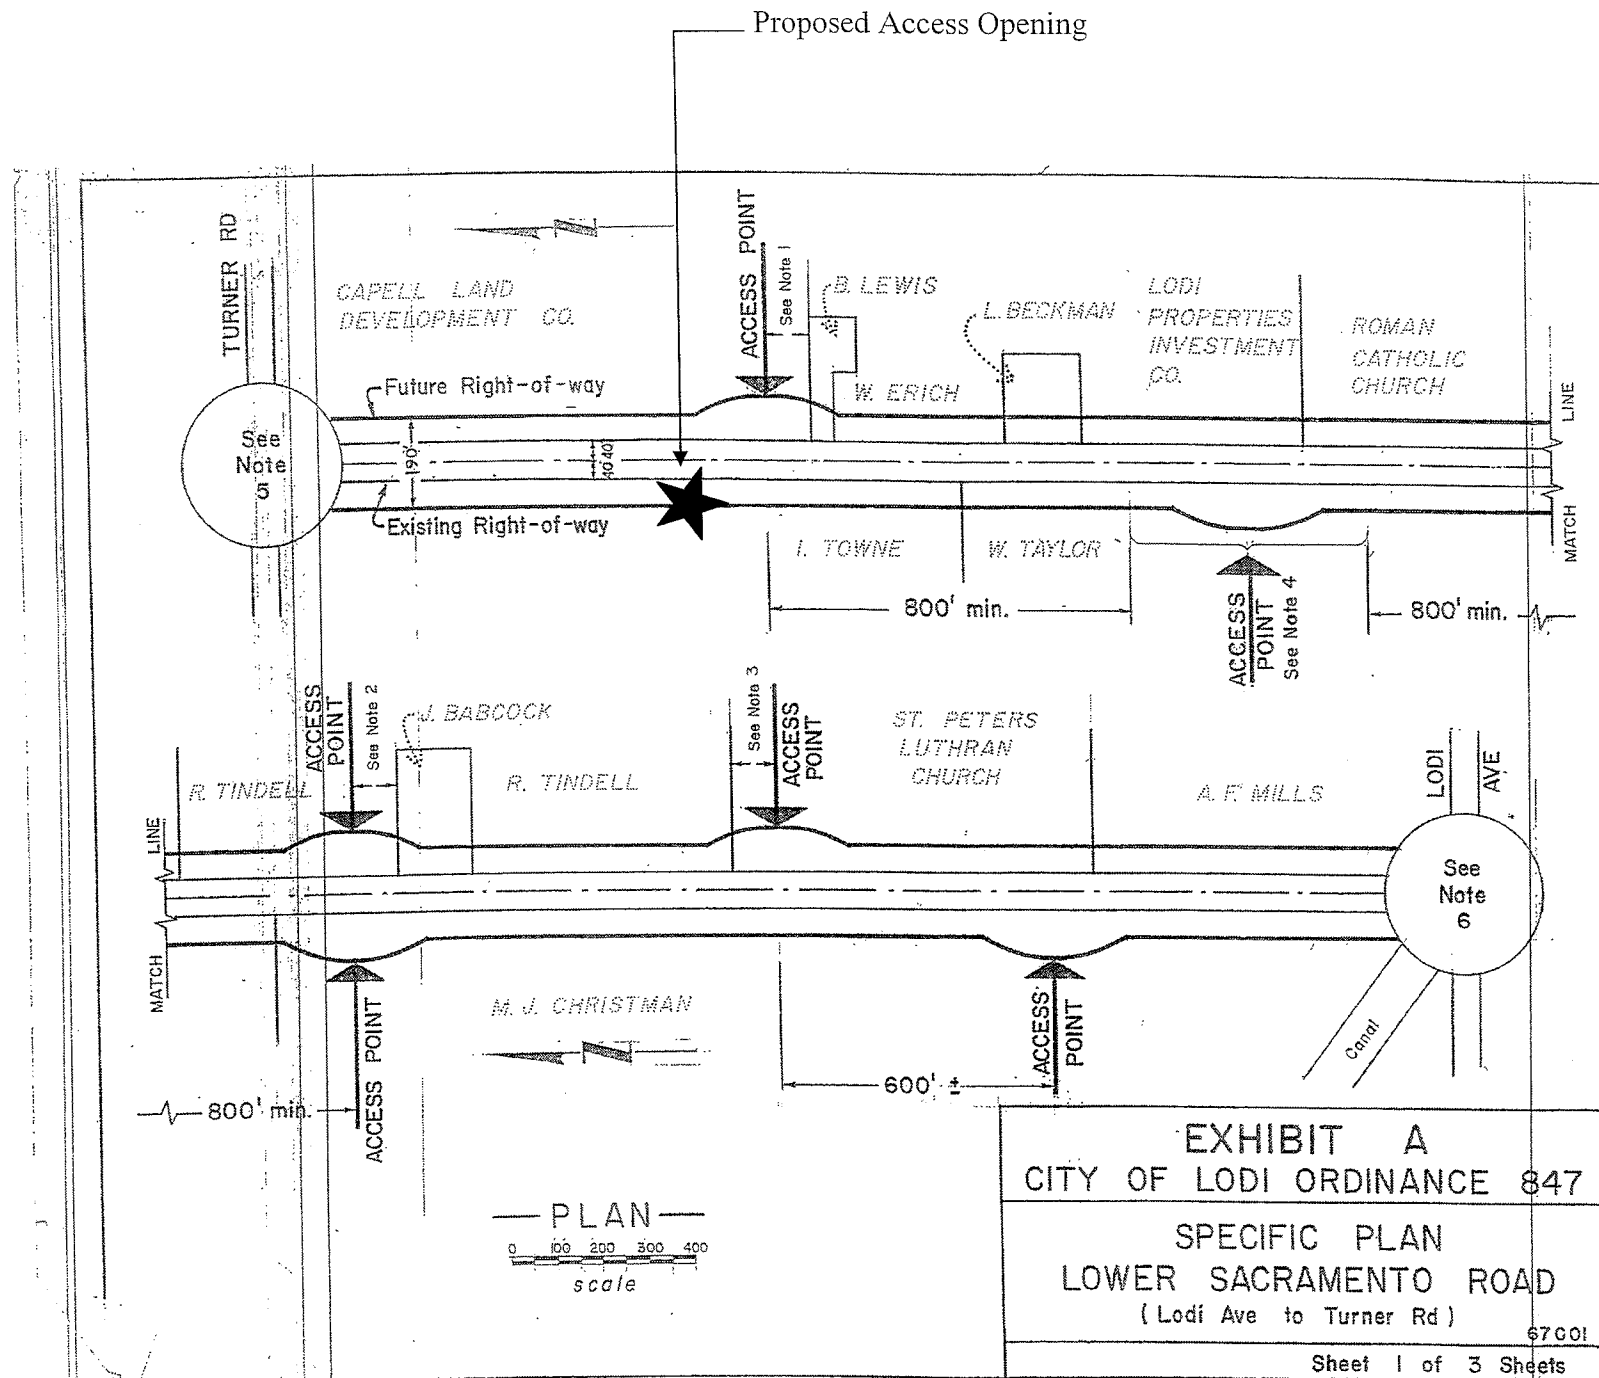 Proposed Access Opening
TURNER RD
CAPELL LAND
DEVELOPMENT CO.
ACCESS POINT
See Note 1
B. LEWIS
L. BECKMAN
LODI
PROPERTIES
INVESTMENT
CO.
ROMAN
CATHOLIC
CHURCH
W. ERICH
Future Right-of-way
See
Note
5
190'
40' 40'
LINE
MATCH
Existing Right-of-way
I. TOWNE
W. TAYLOR
800' min.
ACCESS
POINT
See Note 4
800' min.
ACCESS
POINT
See Note 2
J. BABCOCK
See Note 3
ACCESS
POINT
ST. PETERS
LUTHRAN
CHURCH
LODI
AVE
R. TINDELL
R. TINDELL
A. F. MILLS
LINE
MATCH
See
Note
6
M. J. CHRISTMAN
ACCESS POINT
ACCESS
POINT
Canal
600' ±
800' min.
PLAN
0 100 200 300 400
scale
EXHIBIT A
CITY OF LODI ORDINANCE 847
SPECIFIC PLAN
LOWER SACRAMENTO ROAD
(Lodi Ave to Turner Rd)
67C01
Sheet 1 of 3 Sheets